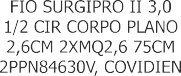 FIO SURGIPRO II 3,0
1/2 CIR CORPO PLANO
2,6CM 2XMQ2,6 75CM
2PPN84630V, COVIDIEN